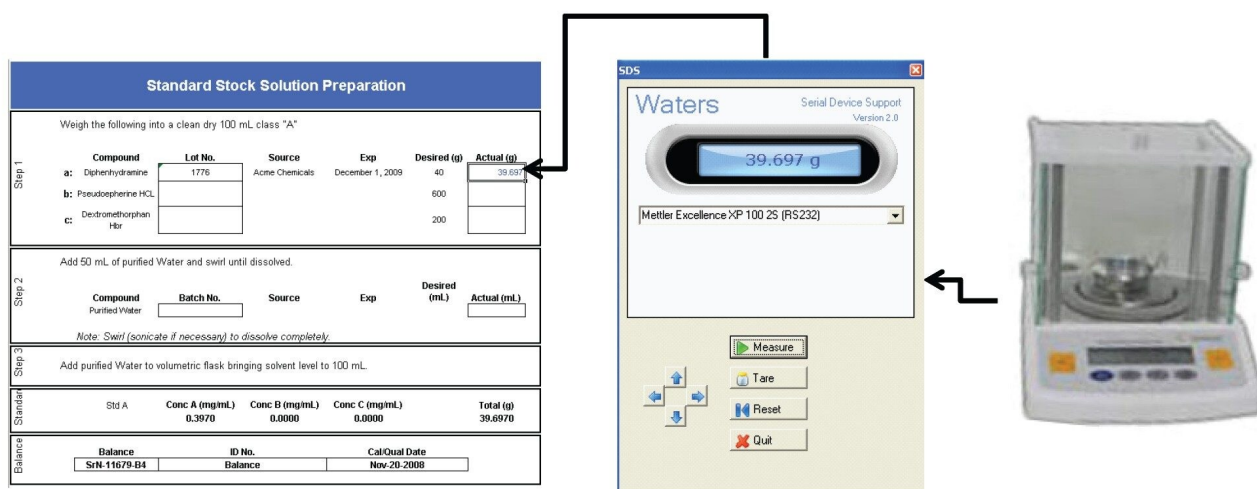 Standard Stock Solution Preparation
Step 1
Weigh the following into a clean dry 100 mL class "A"
Compound Lot No. Source Exp Desired (g) Actual (g)
a: Diphenhydramine 1776 Acme Chemicals December 1, 2009 40 39.697
b: Pseudoepherine HCL 600
c: Dextromethorphan Hbr 200
Step 2
Add 50 mL of purified Water and swirl until dissolved.
Compound Batch No. Source Exp Desired (mL) Actual (mL)
Purified Water
Note: Swirl (sonicate if necessary) to dissolve completely.
Step 3
Add purified Water to volumetric flask bringing solvent level to 100 mL.
Standard
Std A Conc A (mg/mL) Conc B (mg/mL) Conc C (mg/mL) Total (g)
0.3970 0.0000 0.0000 39.6970
Balance
Balance ID No. Cal/Qual Date
SrN-11679-B4 Balance Nov-20-2008
SDS
Waters
Serial Device Support
Version 2.0
39.697 g
Mettler Excellence XP 100 2S (RS232)
Measure
Tare
Reset
Quit